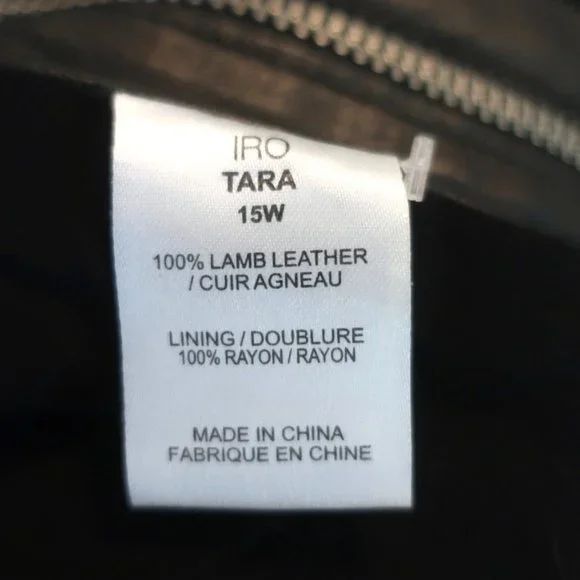 IRO
TARA
15W
100% LAMB LEATHER
/ CUIR AGNEAU
LINING / DOUBLURE
100% RAYON / RAYON
MADE IN CHINA
FABRIQUE EN CHINE